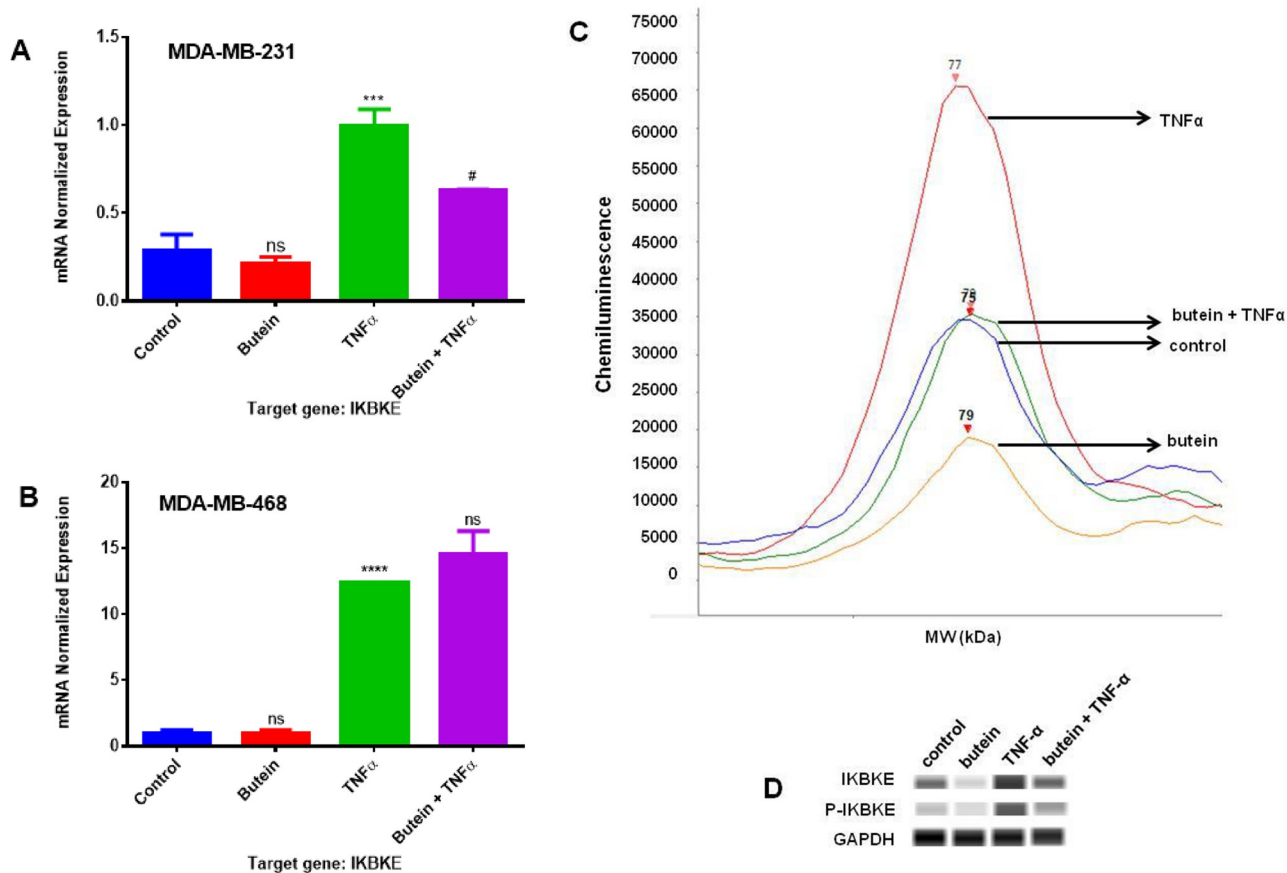 A
MDA-MB-231
mRNA Normalized Expression
1.5
1.0
0.5
0.0
***
#
ns
Control
Butein
TNFα
Butein + TNFα
Target gene: IKBKE
B
MDA-MB-468
mRNA Normalized Expression
20
15
10
5
0
ns
****
ns
Control
Butein
TNFα
Butein + TNFα
Target gene: IKBKE
C
Chemiluminescence
75000
70000
65000
60000
55000
50000
45000
40000
35000
30000
25000
20000
15000
10000
5000
0
77
75
79
TNFα
butein + TNFα
control
butein
MW (kDa)
D
control
butein
TNF-α
butein + TNF-α
IKBKE
P-IKBKE
GAPDH